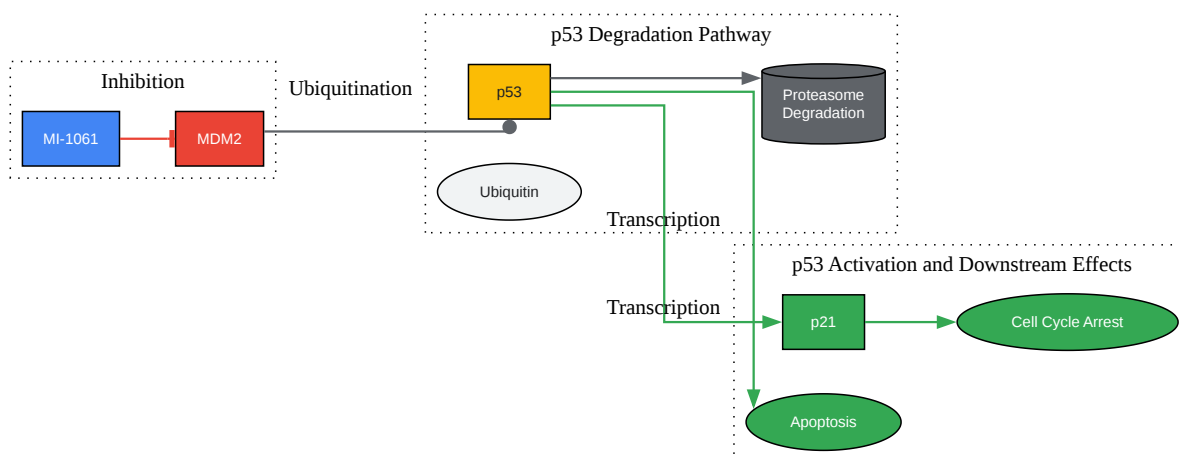 p53 Degradation Pathway
Inhibition
Ubiquitination
MI-1061
MDM2
p53
Proteasome
Degradation
Ubiquitin
Transcription
p53 Activation and Downstream Effects
Transcription
p21
Cell Cycle Arrest
Apoptosis